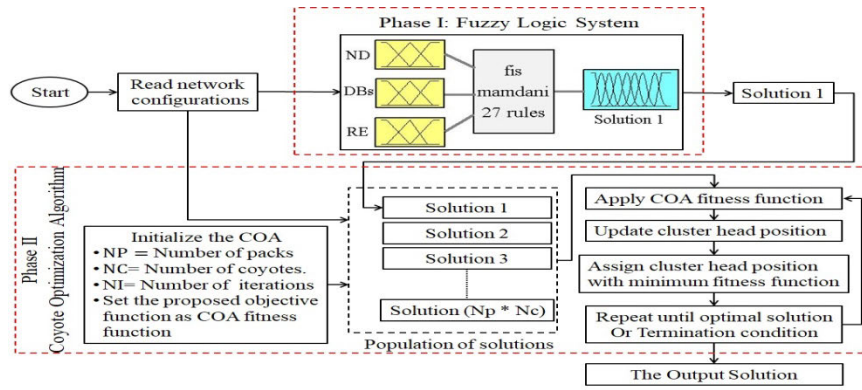 Phase I: Fuzzy Logic System
Start
Read network
configurations
ND
DBs
RE
fis
mamdani
27 rules
Solution 1
Solution 1
Phase II
Coyote Optimization Algorithm
Initialize the COA
•NP = Number of packs
•NC= Number of coyotes.
•NI= Number of iterations
•Set the proposed objective
function as COA fitness
function
Solution 1
Solution 2
Solution 3
Solution (Np * Nc)
Population of solutions
Apply COA fitness function
Update cluster head position
Assign cluster head position
with minimum fitness function
Repeat until optimal solution
Or Termination condition
The Output Solution